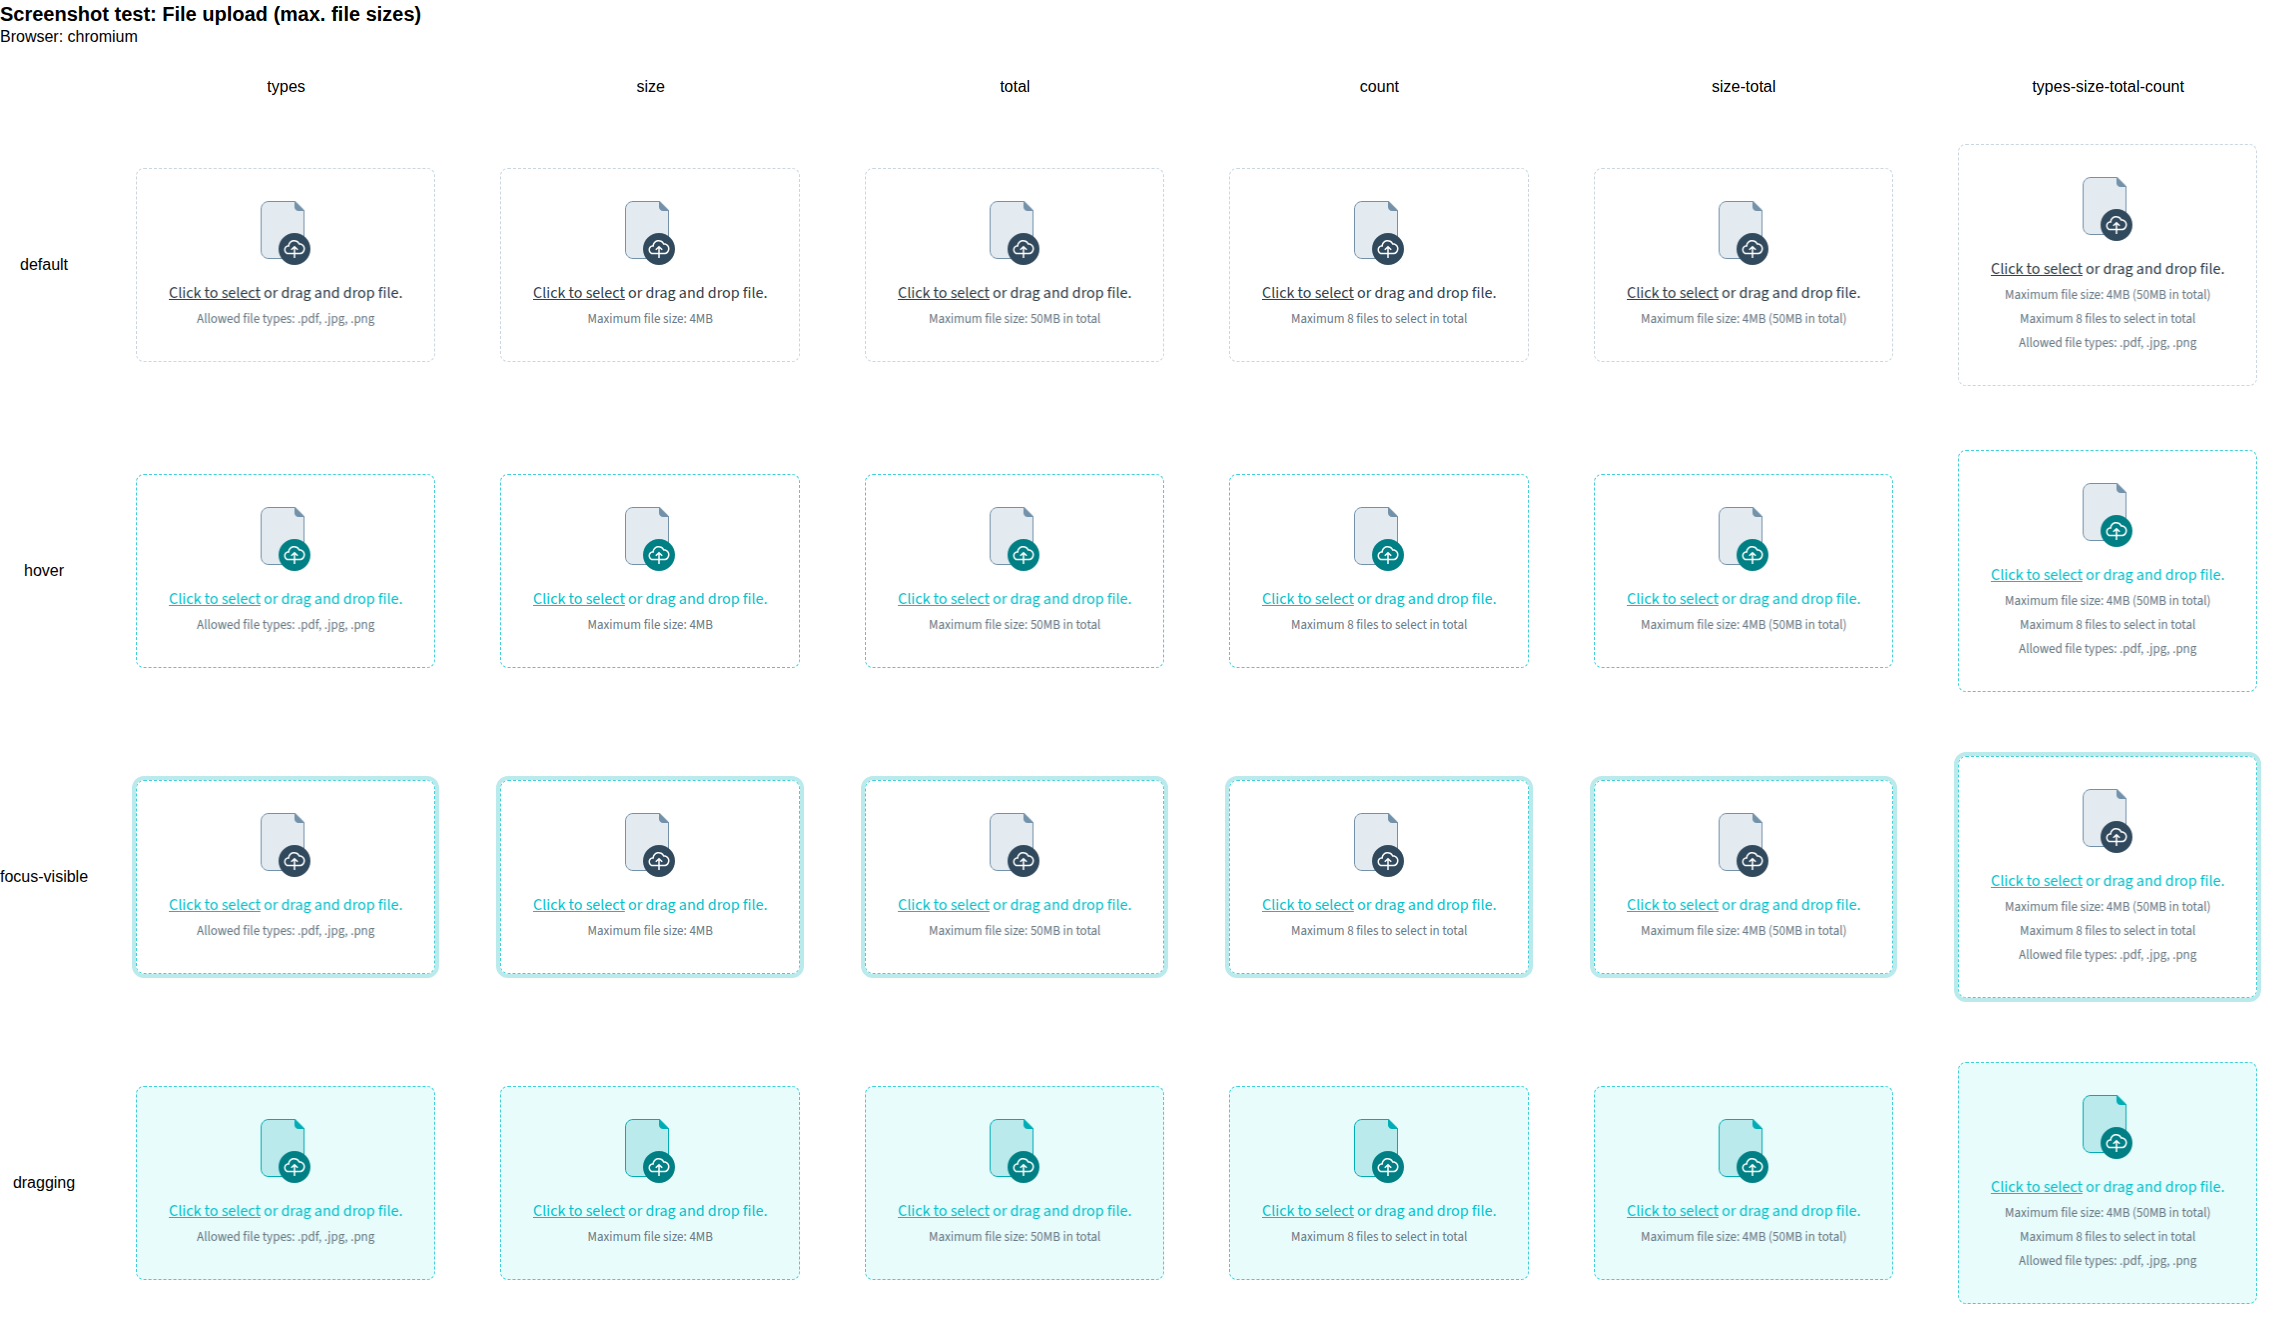 Screenshot test: File upload (max. file sizes)
Browser: chromium
types size total count size-total types-size-total-count
default
Click to select or drag and drop file.
Allowed file types: .pdf, .jpg, .png
Click to select or drag and drop file.
Maximum file size: 4MB
Click to select or drag and drop file.
Maximum file size: 50MB in total
Click to select or drag and drop file.
Maximum 8 files to select in total
Click to select or drag and drop file.
Maximum file size: 4MB (50MB in total)
Click to select or drag and drop file.
Maximum file size: 4MB (50MB in total)
Maximum 8 files to select in total
Allowed file types: .pdf, .jpg, .png
hover
Click to select or drag and drop file.
Allowed file types: .pdf, .jpg, .png
Click to select or drag and drop file.
Maximum file size: 4MB
Click to select or drag and drop file.
Maximum file size: 50MB in total
Click to select or drag and drop file.
Maximum 8 files to select in total
Click to select or drag and drop file.
Maximum file size: 4MB (50MB in total)
Click to select or drag and drop file.
Maximum file size: 4MB (50MB in total)
Maximum 8 files to select in total
Allowed file types: .pdf, .jpg, .png
focus-visible
Click to select or drag and drop file.
Allowed file types: .pdf, .jpg, .png
Click to select or drag and drop file.
Maximum file size: 4MB
Click to select or drag and drop file.
Maximum file size: 50MB in total
Click to select or drag and drop file.
Maximum 8 files to select in total
Click to select or drag and drop file.
Maximum file size: 4MB (50MB in total)
Click to select or drag and drop file.
Maximum file size: 4MB (50MB in total)
Maximum 8 files to select in total
Allowed file types: .pdf, .jpg, .png
dragging
Click to select or drag and drop file.
Allowed file types: .pdf, .jpg, .png
Click to select or drag and drop file.
Maximum file size: 4MB
Click to select or drag and drop file.
Maximum file size: 50MB in total
Click to select or drag and drop file.
Maximum 8 files to select in total
Click to select or drag and drop file.
Maximum file size: 4MB (50MB in total)
Click to select or drag and drop file.
Maximum file size: 4MB (50MB in total)
Maximum 8 files to select in total
Allowed file types: .pdf, .jpg, .png